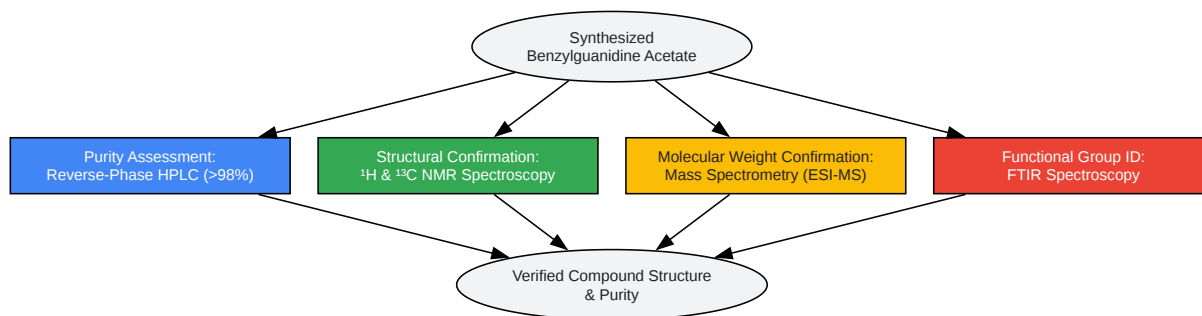 Synthesized
Benzylguanidine Acetate
Purity Assessment:
Reverse-Phase HPLC (>98%)
Structural Confirmation:
¹H & ¹³C NMR Spectroscopy
Molecular Weight Confirmation:
Mass Spectrometry (ESI-MS)
Functional Group ID:
FTIR Spectroscopy
Verified Compound Structure
& Purity